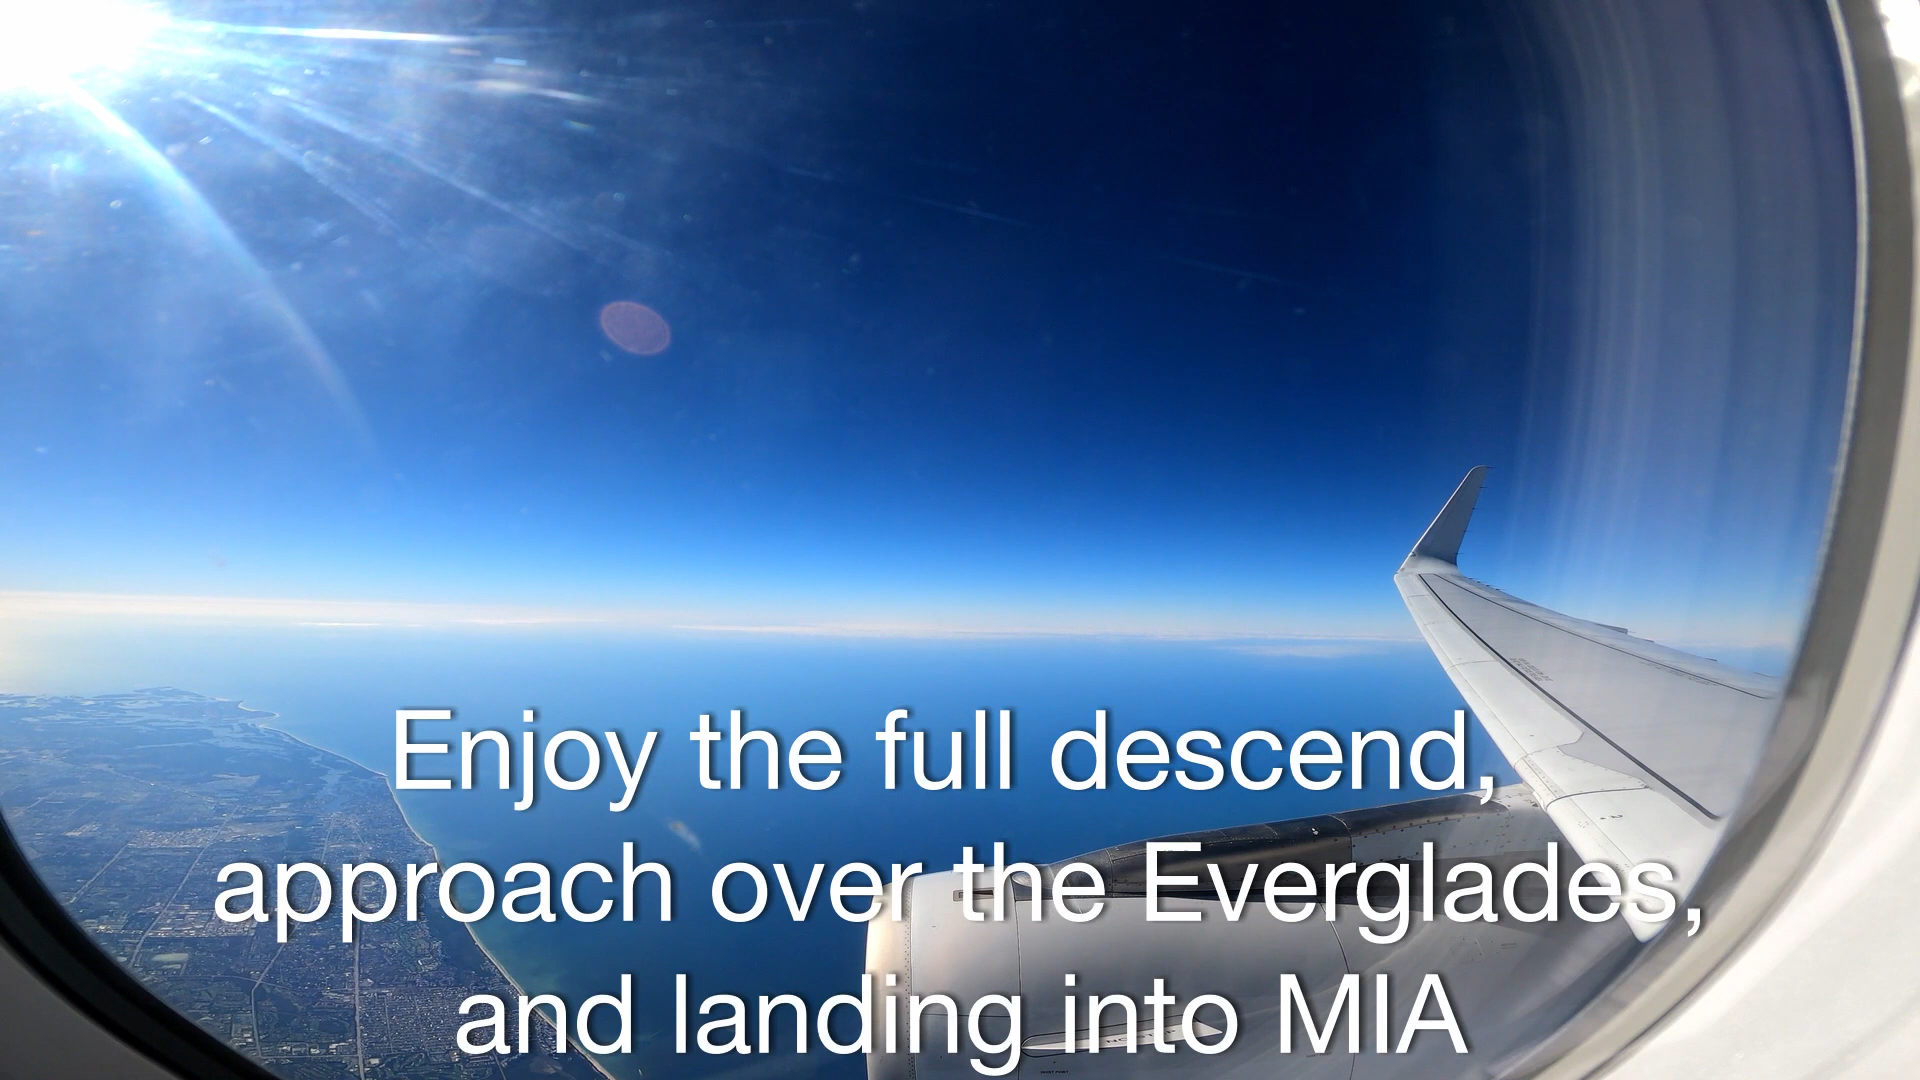 Enjoy the full descend,
approach over the Everglades,
and landing into MIA